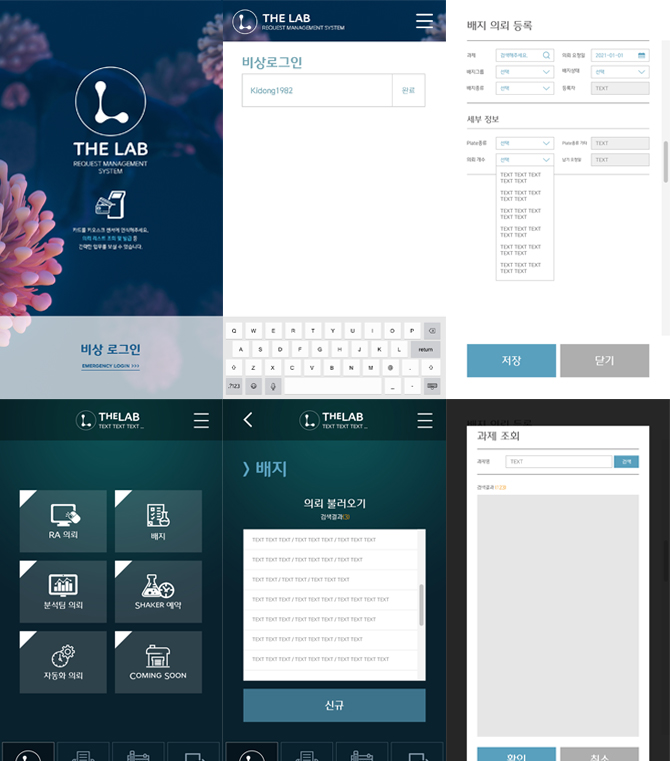 THE LAB
REQUEST MANAGEMENT
SYSTEM
카드를 키오스크 센서에 인식해주세요.
의뢰 리스트 조회 및 발급 등
간략한 업무를 보실 수 있습니다.
비상 로그인
EMERGENCY LOGIN >>>
THE LAB
REQUEST MANAGEMENT SYSTEM
비상로그인
Kidong1982
완료
Q W E R T Y U I O P
A S D F G H J K L return
Z X C V B N M @ .
.?123 _ -
배지 의뢰 등록
과제 검색해주세요. 의뢰 요청일 2021-01-01
배지그룹 선택 배지상태 선택
배지종류 선택 등록자 TEXT
세부 정보
Plate종류 선택 Plate종류 기타 TEXT
의뢰 개수 선택 납기 요청일 TEXT
TEXT TEXT TEXT
TEXT TEXT
TEXT TEXT TEXT
TEXT TEXT
TEXT TEXT TEXT
TEXT TEXT
TEXT TEXT TEXT
TEXT TEXT
TEXT TEXT TEXT
TEXT TEXT
TEXT TEXT TEXT
TEXT TEXT
저장 닫기
THE LAB
TEXT TEXT TEXT ...
RA 의뢰 배지
분석팀 의뢰 SHAKER 예약
자동화 의뢰 COMING SOON
THE LAB
TEXT TEXT TEXT ...
> 배지
의뢰 불러오기
검색결과(3)
TEXT TEXT TEXT / TEXT TEXT TEXT / TEXT TEXT TEXT
TEXT TEXT / TEXT TEXT TEXT / TEXT TEXT
TEXT TEXT / TEXT / TEXT TEXT TEXT
TEXT TEXT TEXT / TEXT TEXT TEXT / TEXT TEXT TEXT TEXT
TEXT TEXT TEXT / TEXT TEXT TEXT / TEXT TEXT
TEXT TEXT TEXT / TEXT TEXT TEXT / TEXT TEXT
TEXT TEXT TEXT / TEXT TEXT TEXT / TEXT TEXT TEXT TEXT
신규
과제 조회
과제명 TEXT 검색
검색결과 (123)
확인 취소